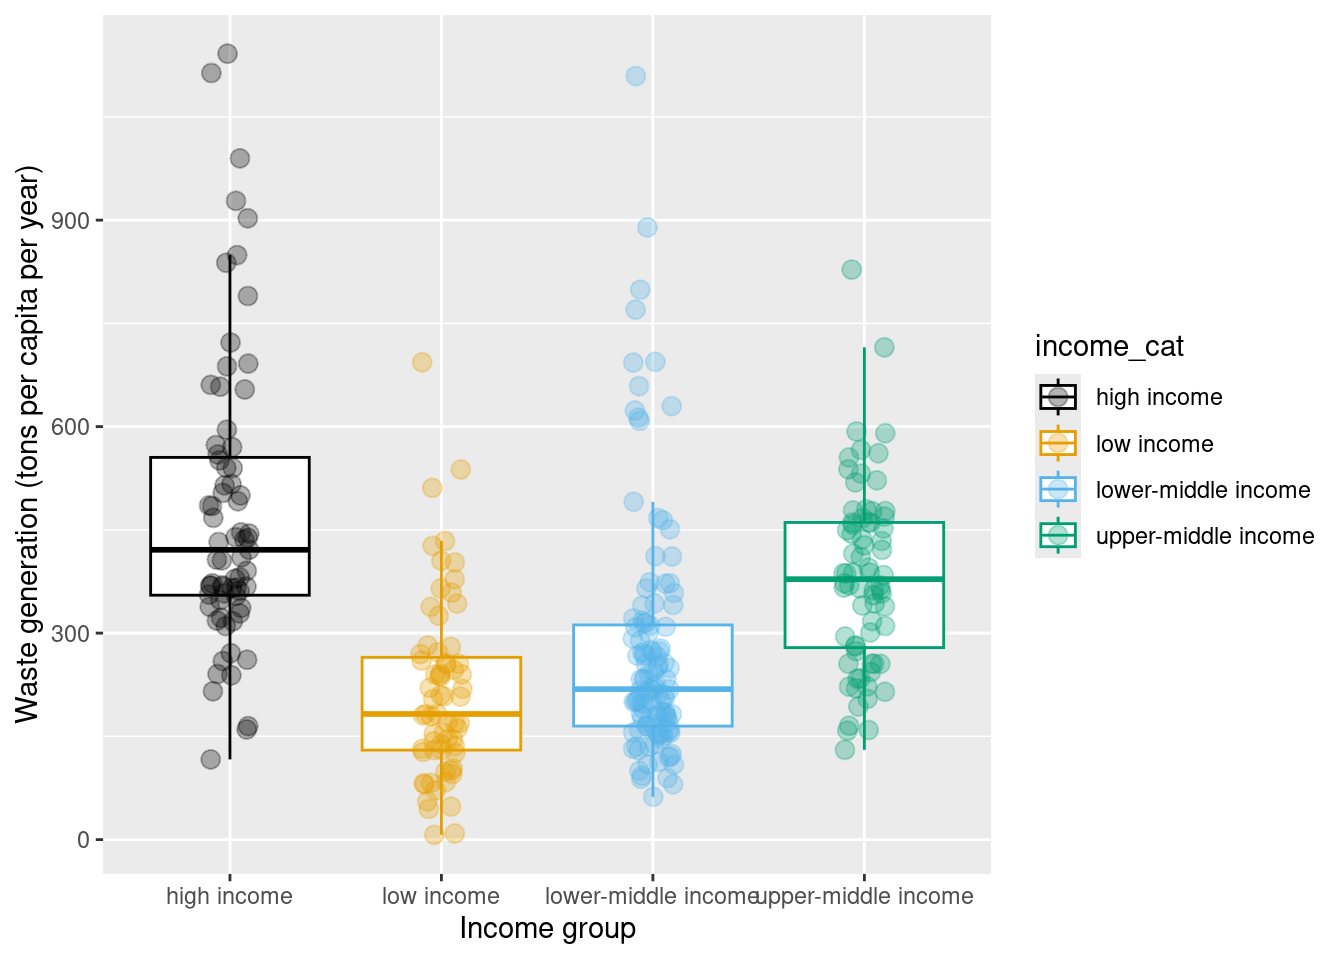 Waste generation (tons per capita per year)
900
600
300
0
high income
low income
lower-middle income
upper-middle income
Income group
income_cat
high income
low income
lower-middle income
upper-middle income